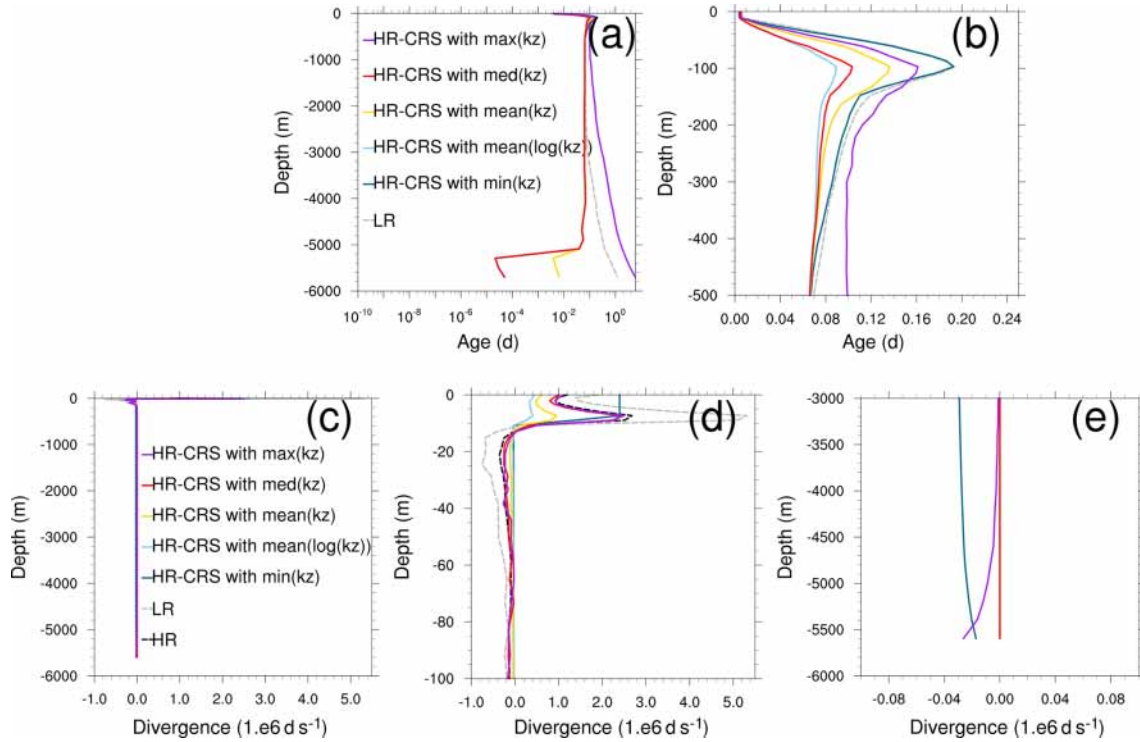 (a)
0
-1000
-2000
-3000
-4000
-5000
-6000
Depth (m)
HR-CRS with max(kz)
HR-CRS with med(kz)
HR-CRS with mean(kz)
HR-CRS with mean(log(kz))
HR-CRS with min(kz)
LR
10⁻¹⁰ 10⁻⁸ 10⁻⁶ 10⁻⁴ 10⁻² 10⁰
Age (d)
(b)
0
-100
-200
-300
-400
-500
Depth (m)
0.00 0.04 0.08 0.12 0.16 0.20 0.24
Age (d)
(c)
0
-1000
-2000
-3000
-4000
-5000
-6000
Depth (m)
HR-CRS with max(kz)
HR-CRS with med(kz)
HR-CRS with mean(kz)
HR-CRS with mean(log(kz))
HR-CRS with min(kz)
LR
HR
-1.0 0.0 1.0 2.0 3.0 4.0 5.0
Divergence (1.e6 d s⁻¹)
(d)
0
-20
-40
-60
-80
-100
Depth (m)
-1.0 0.0 1.0 2.0 3.0 4.0 5.0
Divergence (1.e6 d s⁻¹)
(e)
-3000
-3500
-4000
-4500
-5000
-5500
-6000
Depth (m)
-0.08 -0.04 0.00 0.04 0.08
Divergence (1.e6 d s⁻¹)